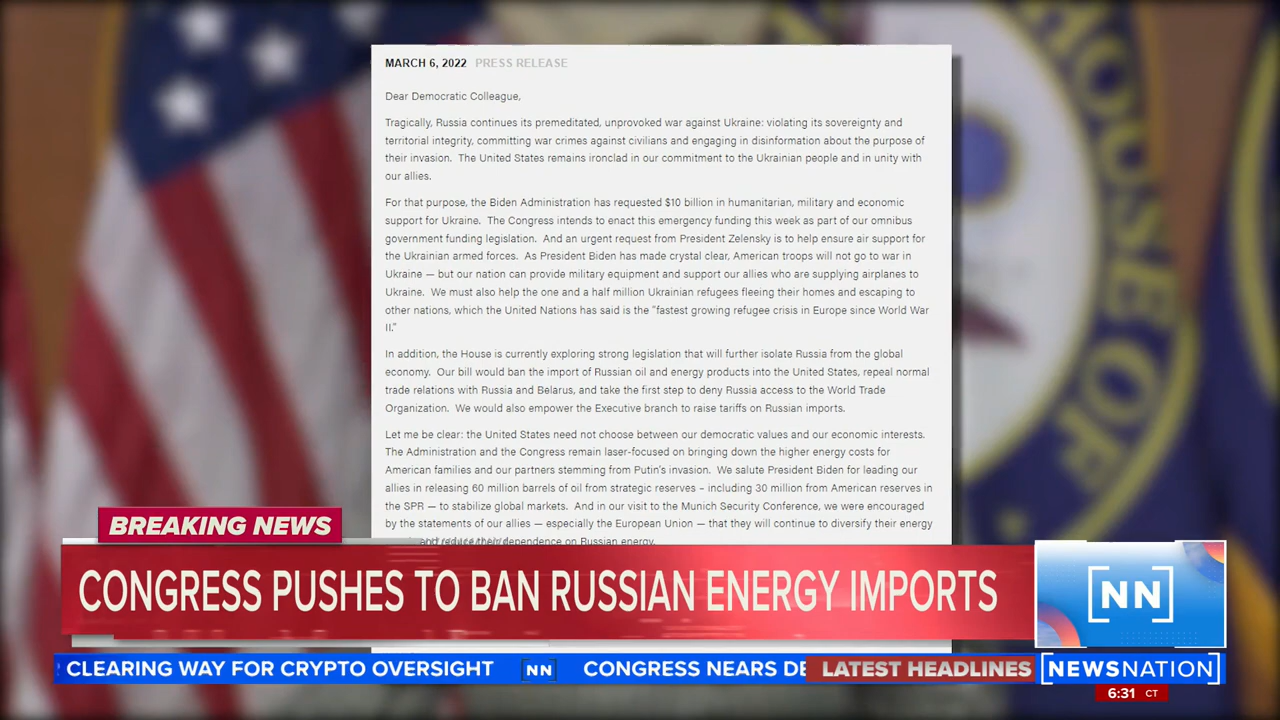 MARCH 6, 2022 PRESS RELEASE
Dear Democratic Colleague,
Tragically, Russia continues its premeditated, unprovoked war against Ukraine: violating its sovereignty and
territorial integrity, committing war crimes against civilians and engaging in disinformation about the purpose of
their invasion. The United States remains ironclad in our commitment to the Ukrainian people and in unity with
our allies.
For that purpose, the Biden Administration has requested $10 billion in humanitarian, military and economic
support for Ukraine. The Congress intends to enact this emergency funding this week as part of our omnibus
government funding legislation. And an urgent request from President Zelensky is to help ensure air support for
the Ukrainian armed forces. As President Biden has made crystal clear, American troops will not go to war in
Ukraine — but our nation can provide military equipment and support our allies who are supplying airplanes to
Ukraine. We must also help the one and a half million Ukrainian refugees fleeing their homes and escaping to
other nations, which the United Nations has said is the “fastest growing refugee crisis in Europe since World War
II.”
In addition, the House is currently exploring strong legislation that will further isolate Russia from the global
economy. Our bill would ban the import of Russian oil and energy products into the United States, repeal normal
trade relations with Russia and Belarus, and take the first step to deny Russia access to the World Trade
Organization. We would also empower the Executive branch to raise tariffs on Russian imports.
Let me be clear: the United States need not choose between our democratic values and our economic interests.
The Administration and the Congress remain laser-focused on bringing down the higher energy costs for
American families and our partners stemming from Putin’s invasion. We salute President Biden for leading our
allies in releasing 60 million barrels of oil from strategic reserves – including 30 million from American reserves in
the SPR — to stabilize global markets. And in our visit to the Munich Security Conference, we were encouraged
by the statements of our allies — especially the European Union — that they will continue to diversify their energy
and reduce their dependence on Russian energy.
HOUSE OF
BREAKING NEWS
CONGRESS PUSHES TO BAN RUSSIAN ENERGY IMPORTS
NN
CLEARING WAY FOR CRYPTO OVERSIGHT NN CONGRESS NEARS DE LATEST HEADLINES NEWSNATION
6:31 CT